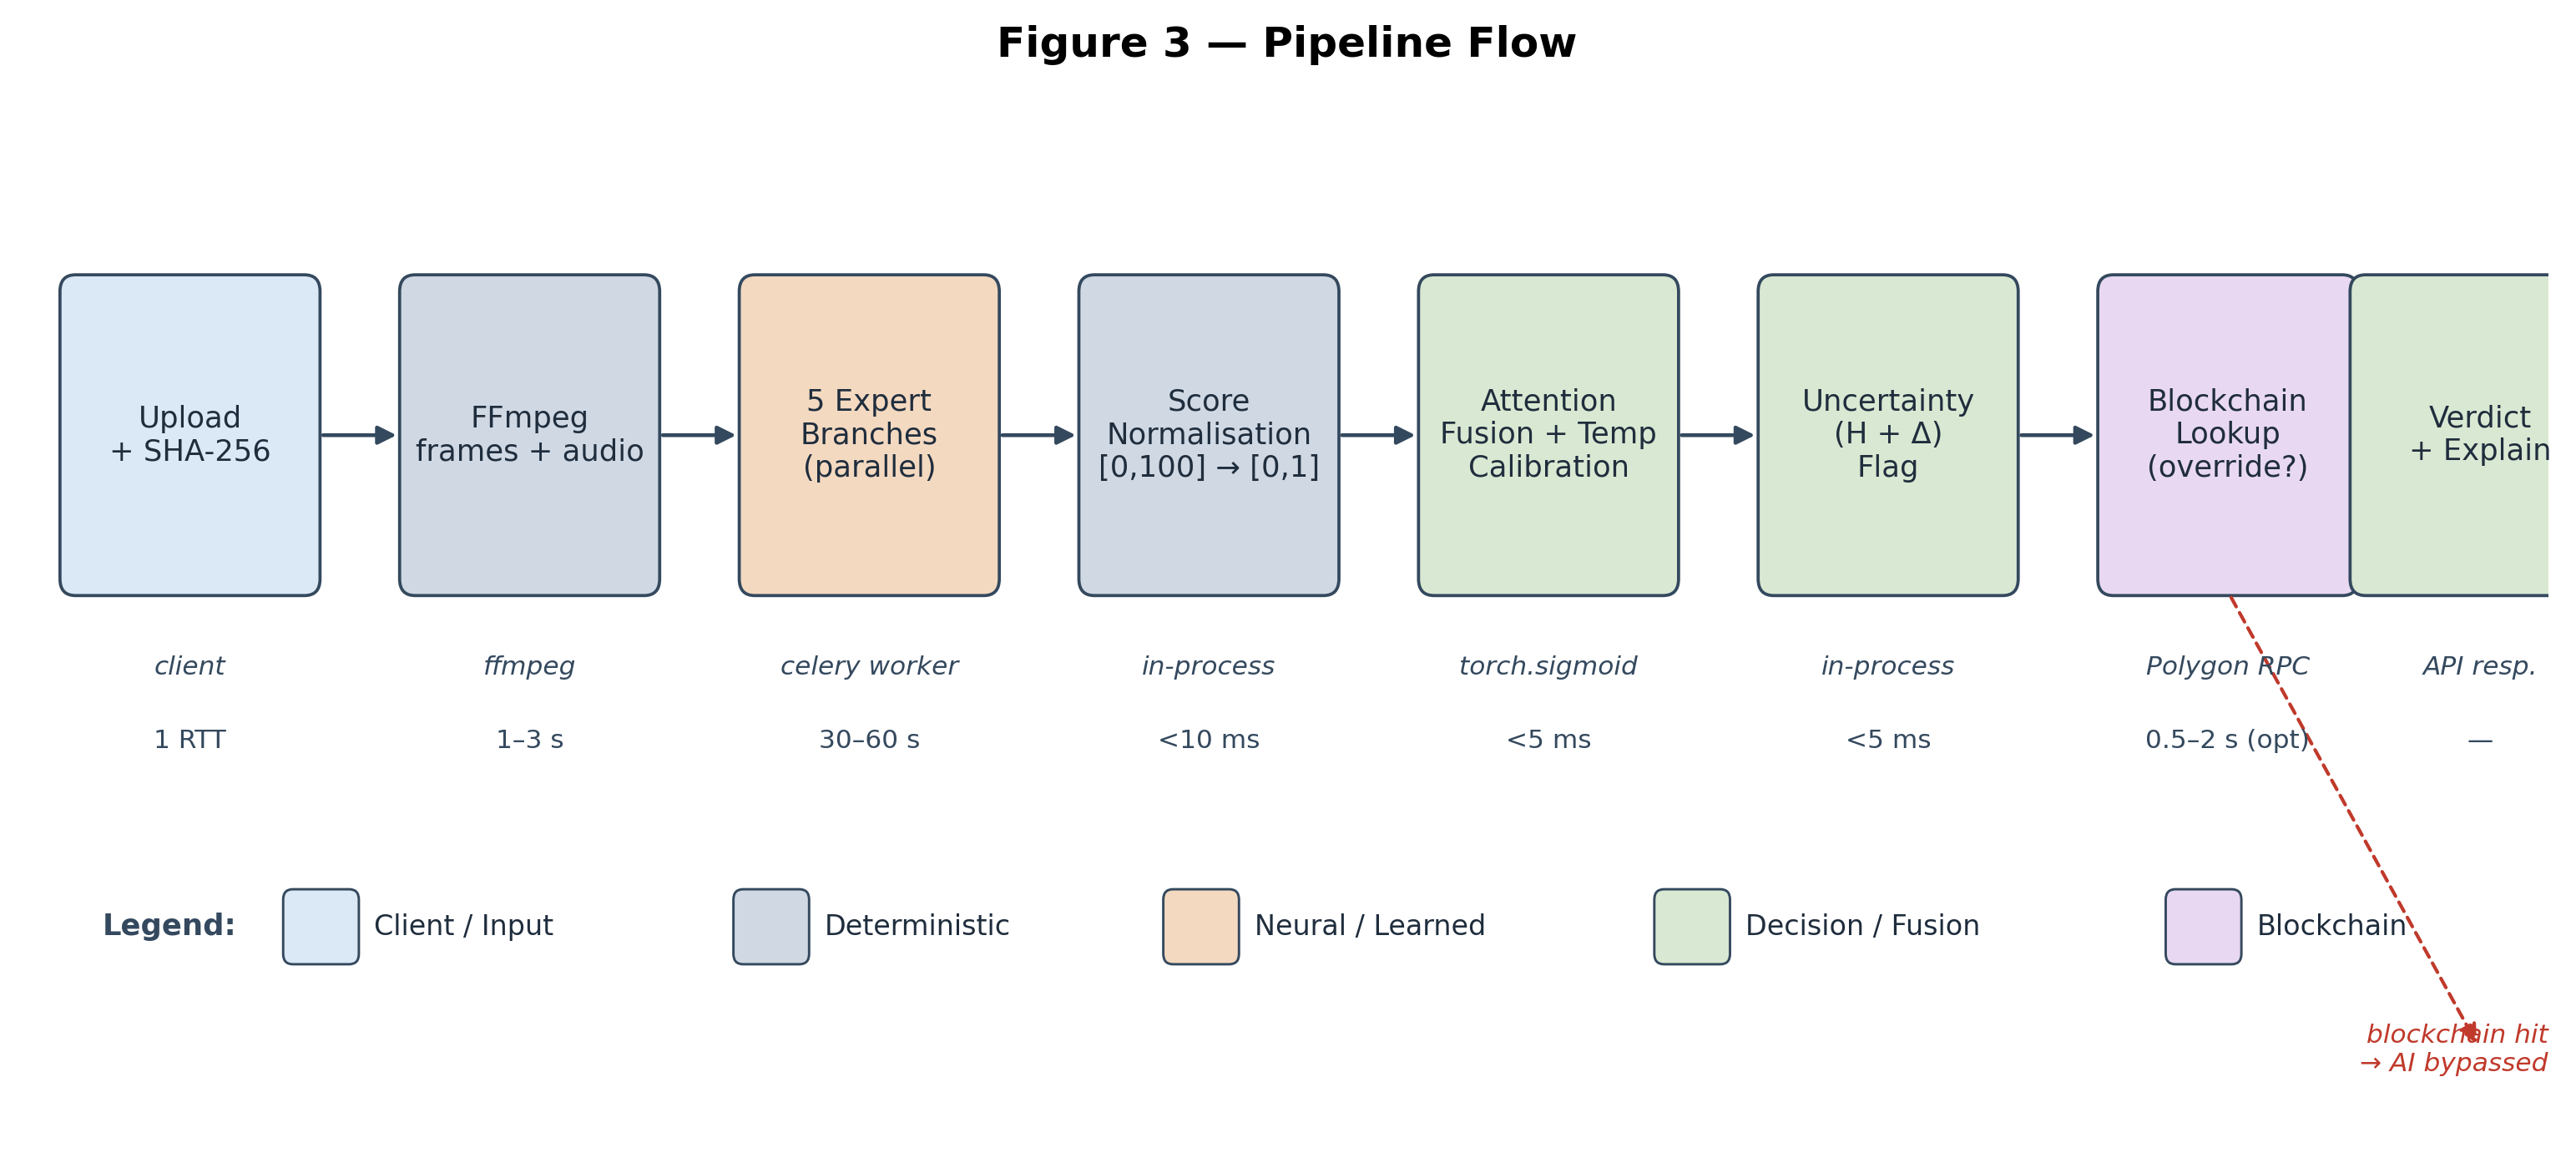 Figure 3 — Pipeline Flow
Upload
+ SHA-256
FFmpeg
frames + audio
5 Expert
Branches
(parallel)
Score
Normalisation
[0,100] → [0,1]
Attention
Fusion + Temp
Calibration
Uncertainty
(H + Δ)
Flag
Blockchain
Lookup
(override?)
Verdict
+ Explain
client
ffmpeg
celery worker
in-process
torch.sigmoid
in-process
Polygon RPC
API resp.
1 RTT
1–3 s
30–60 s
<10 ms
<5 ms
<5 ms
0.5–2 s (opt)
—
Legend:
Client / Input
Deterministic
Neural / Learned
Decision / Fusion
Blockchain
blockchain hit
→ AI bypassed